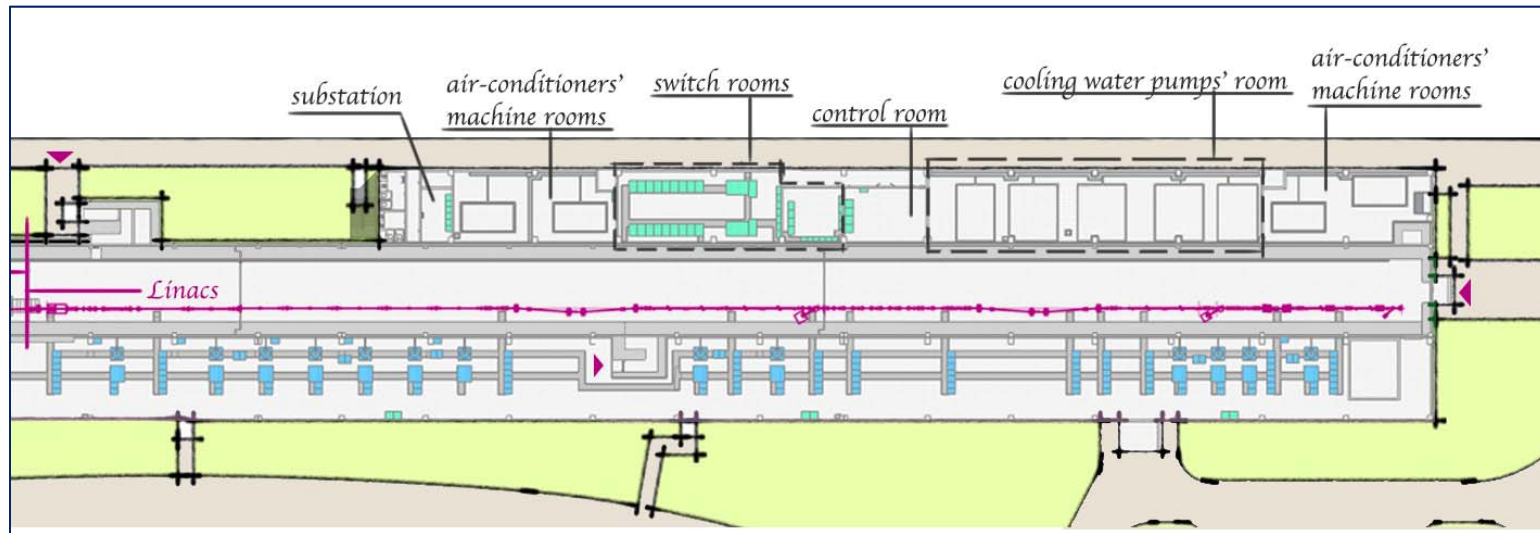 substation
air-conditioners'
machine rooms
switch rooms
control room
cooling water pumps' room
air-conditioners'
machine rooms
Linacs